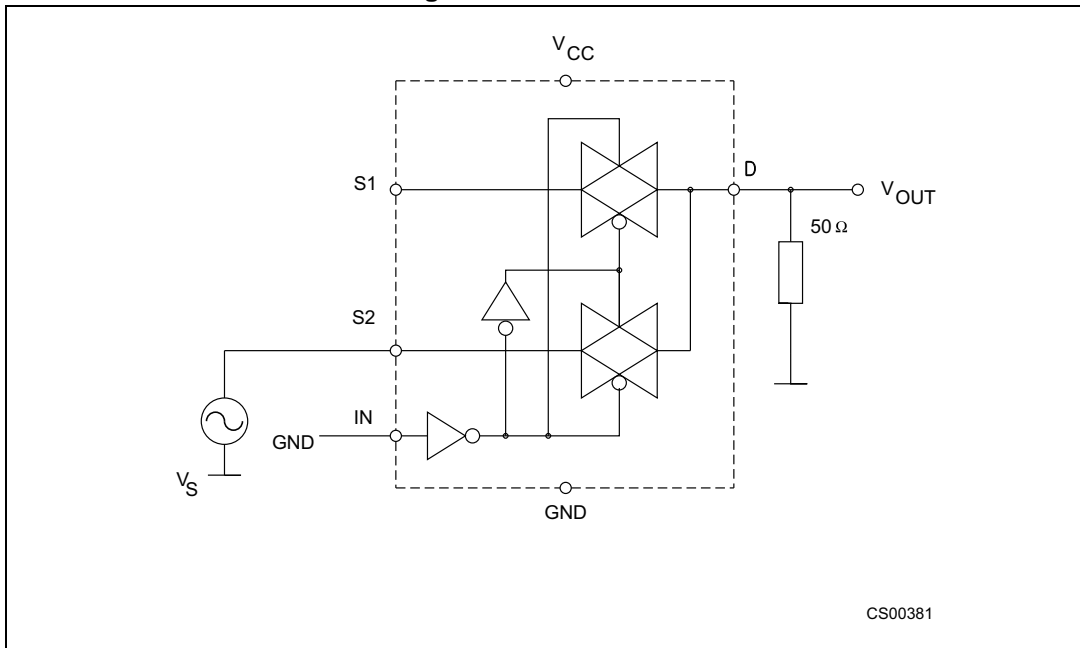 g
VCC
S1
D
VOUT
50 Ω
S2
IN
GND
VS
GND
CS00381